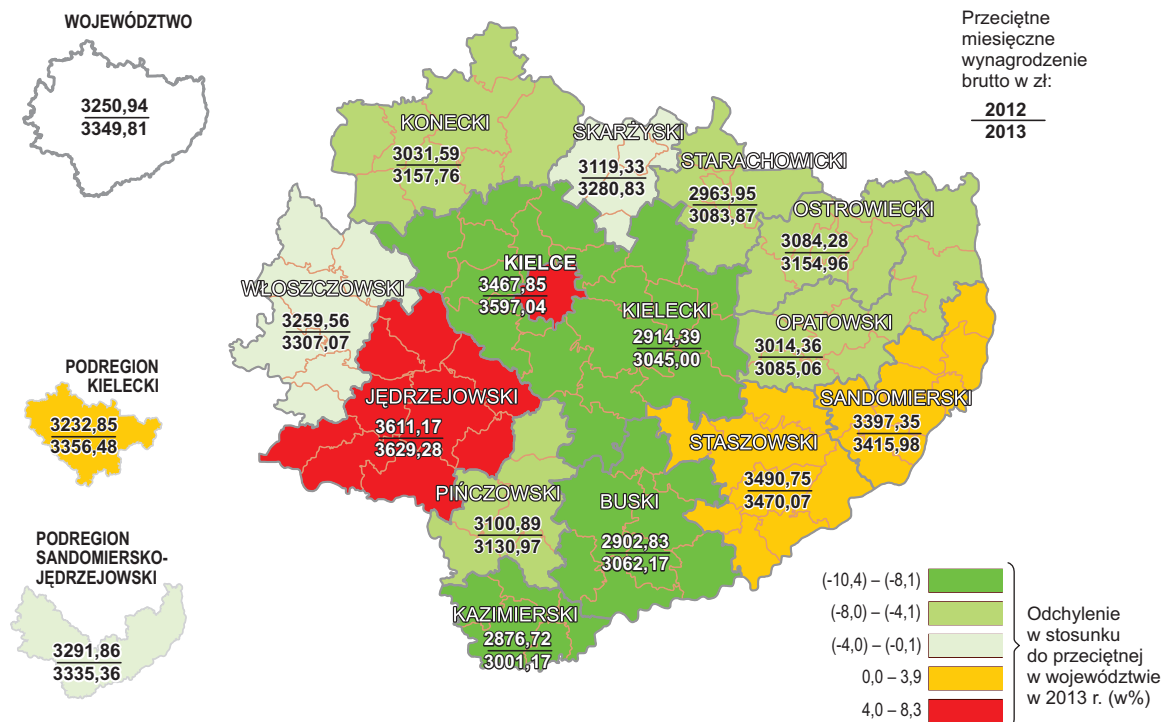 WOJEWÓDZTWO
3250,94
3349,81
Przeciętne
miesięczne
wynagrodzenie
brutto w zł:
2012
2013
KONECKI
3031,59
3157,76
SKARŻYSKI
3119,33
3280,83
STARACHOWICKI
2963,95
3083,87
OSTROWIECKI
3084,28
3154,96
WŁOSZCZOWSKI
3259,56
3307,07
KIELCE
3467,85
3597,04
KIELECKI
2914,39
3045,00
OPATOWSKI
3014,36
3085,06
PODREGION
KIELECKI
3232,85
3356,48
JĘDRZEJOWSKI
3611,17
3629,28
SANDOMIERSKI
3397,35
3415,98
STASZOWSKI
3490,75
3470,07
PIŃCZOWSKI
3100,89
3130,97
BUSKI
2902,83
3062,17
PODREGION
SANDOMIERSKO-
JĘDRZEJOWSKI
3291,86
3335,36
KAZIMIERSKI
2876,72
3001,17
(-10,4) – (-8,1)
(-8,0) – (-4,1)
(-4,0) – (-0,1)
0,0 – 3,9
4,0 – 8,3
Odchylenie
w stosunku
do przeciętnej
w województwie
w 2013 r. (w%)